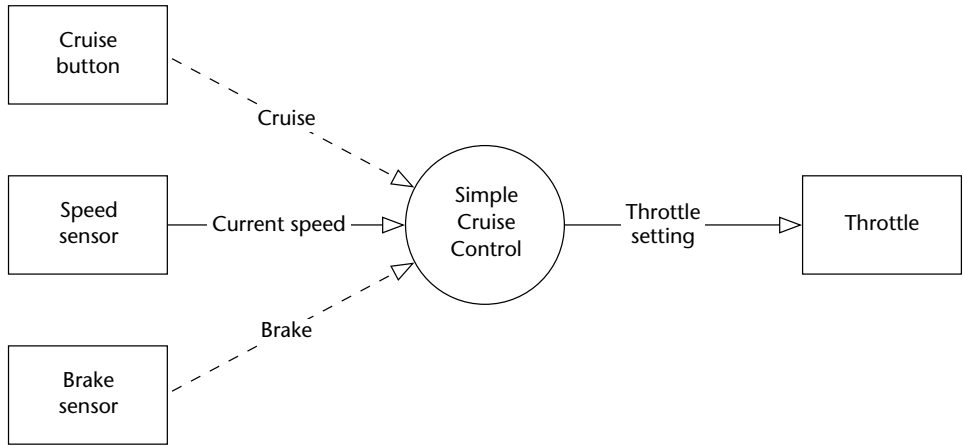 Cruise
button
Cruise
Speed
sensor
Current speed
Simple
Cruise
Control
Throttle
setting
Throttle
Brake
Brake
sensor